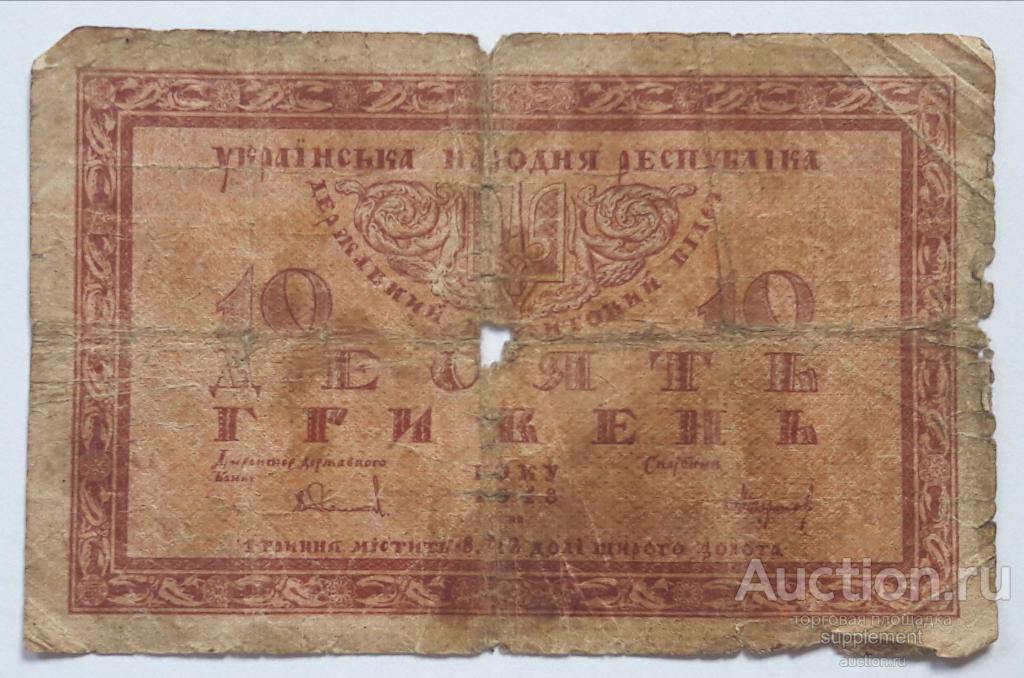 УКРАЇНСЬКА НАРОДНЯ РЕСПУБЛІКА
ДЕРЖАВНИЙ КРЕДИТОВИЙ БІЛЕТ
10 10
ДЕСЯТЬ
ГРИВЕНЬ
Директор Державного Скарбник
Банку
РОКУ
1918
1 гривня містить 8,712 долі щирого золота
Auction.ru
торговая площадка
supplement
auction.ru